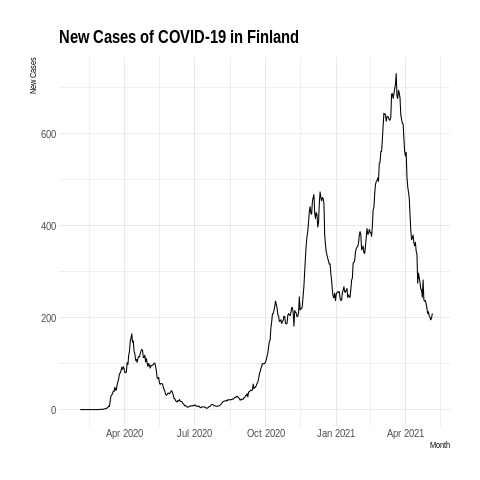 New Cases of COVID-19 in Finland
New Cases
600
400
200
0
Apr 2020 Jul 2020 Oct 2020 Jan 2021 Apr 2021
Month